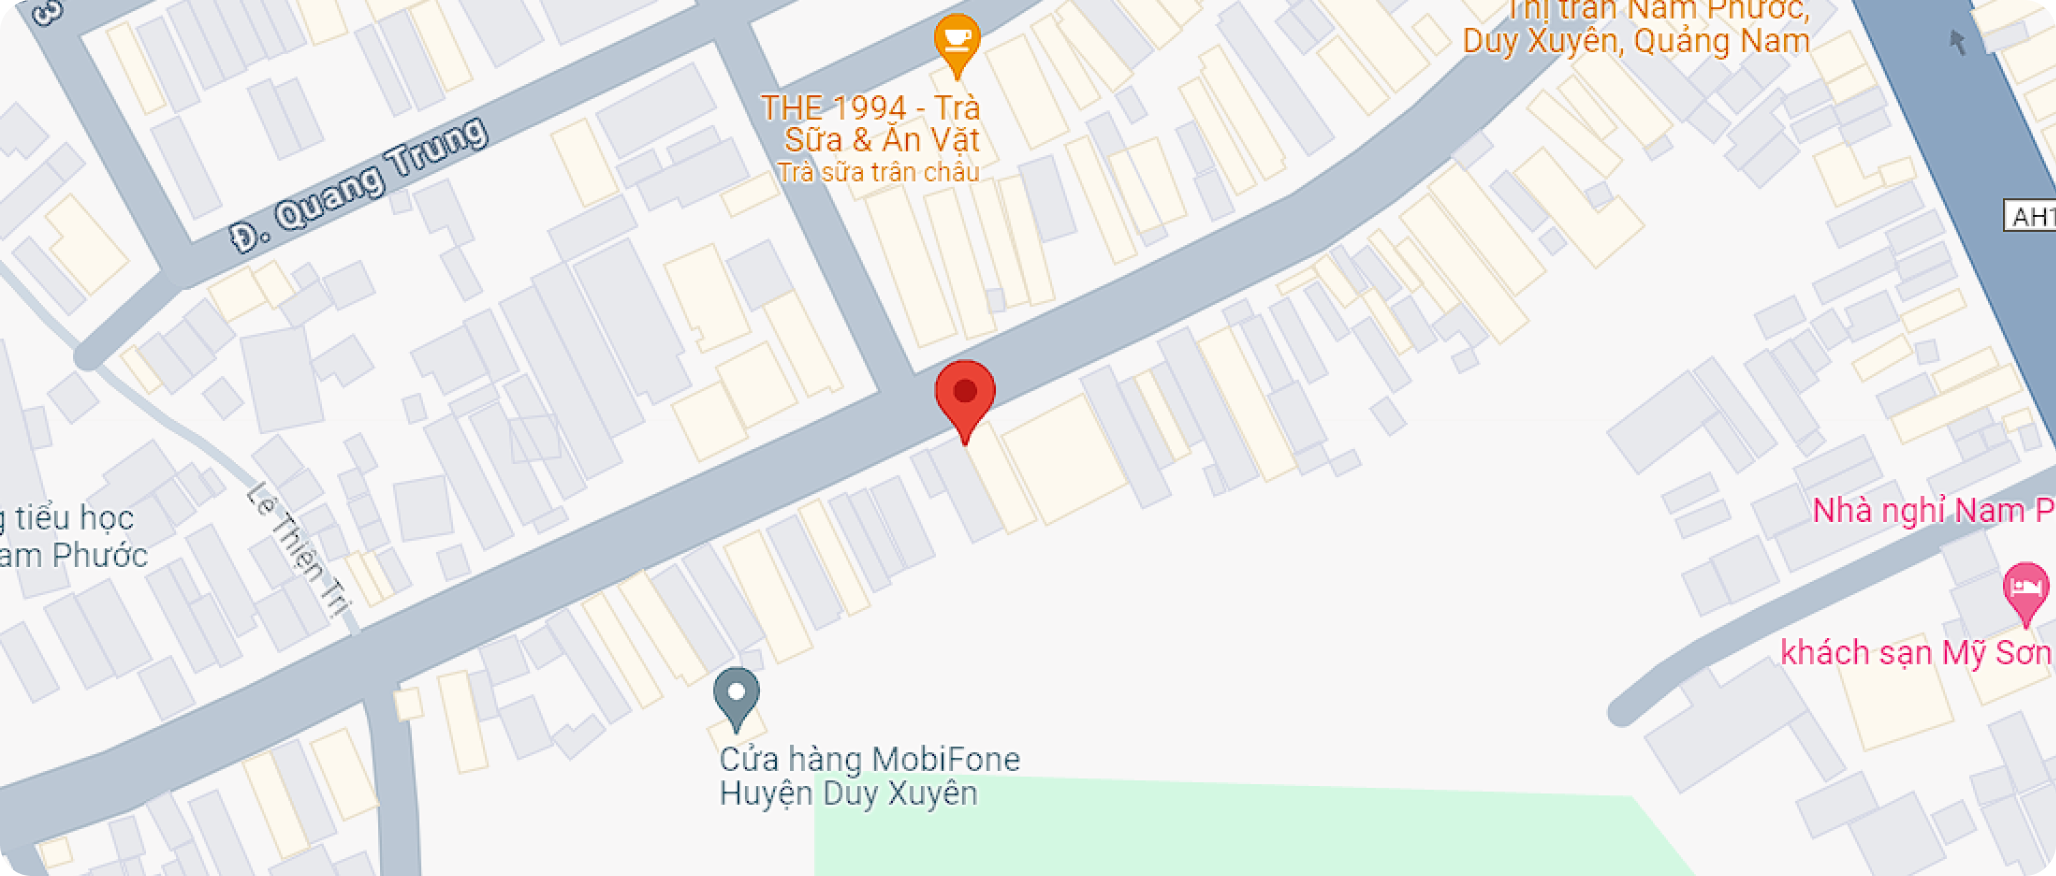 3
Thị trấn Nam Phước,
Duy Xuyên, Quảng Nam
THE 1994 - Trà
Sữa & Ăn Vặt
Trà sữa trân châu
Đ. Quang Trung
AH1
Lê Thiện Trị
g tiểu học
am Phước
Nhà nghỉ Nam P
khách sạn Mỹ Sơn
Cửa hàng MobiFone
Huyện Duy Xuyên